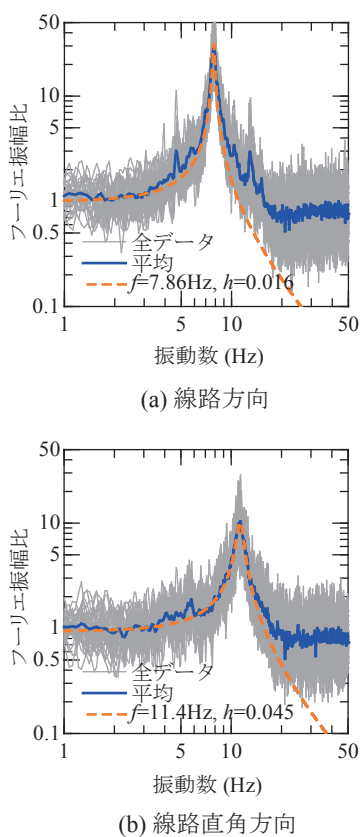 フーリエ振幅比
50
10
5
1
0.5
0.1
全データ
平均
f=7.86Hz, h=0.016
1
5
10
50
振動数 (Hz)
(a) 線路方向
フーリエ振幅比
50
10
5
1
0.5
0.1
全データ
平均
f=11.4Hz, h=0.045
1
5
10
50
振動数 (Hz)
(b) 線路直角方向